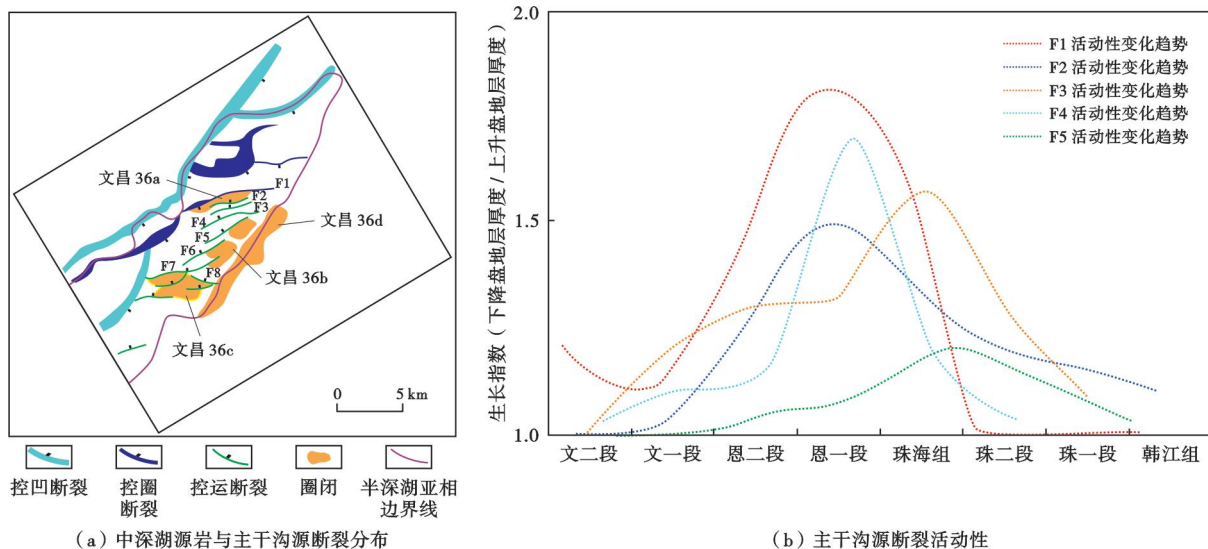 文昌 36a
F1
F2
F3
F4
F5
F6
F7
F8
文昌 36d
文昌 36b
文昌 36c
0 5 km
控凹断裂
控圈
断裂
控运断裂
圈闭
半深湖亚相
边界线
（a）中深湖源岩与主干沟源断裂分布
生长指数（下降盘地层厚度/上升盘地层厚度）
2.0
1.5
1.0
F1 活动性变化趋势
F2 活动性变化趋势
F3 活动性变化趋势
F4 活动性变化趋势
F5 活动性变化趋势
文二段 文一段 恩二段 恩一段 珠海组 珠二段 珠一段 韩江组
（b）主干沟源断裂活动性